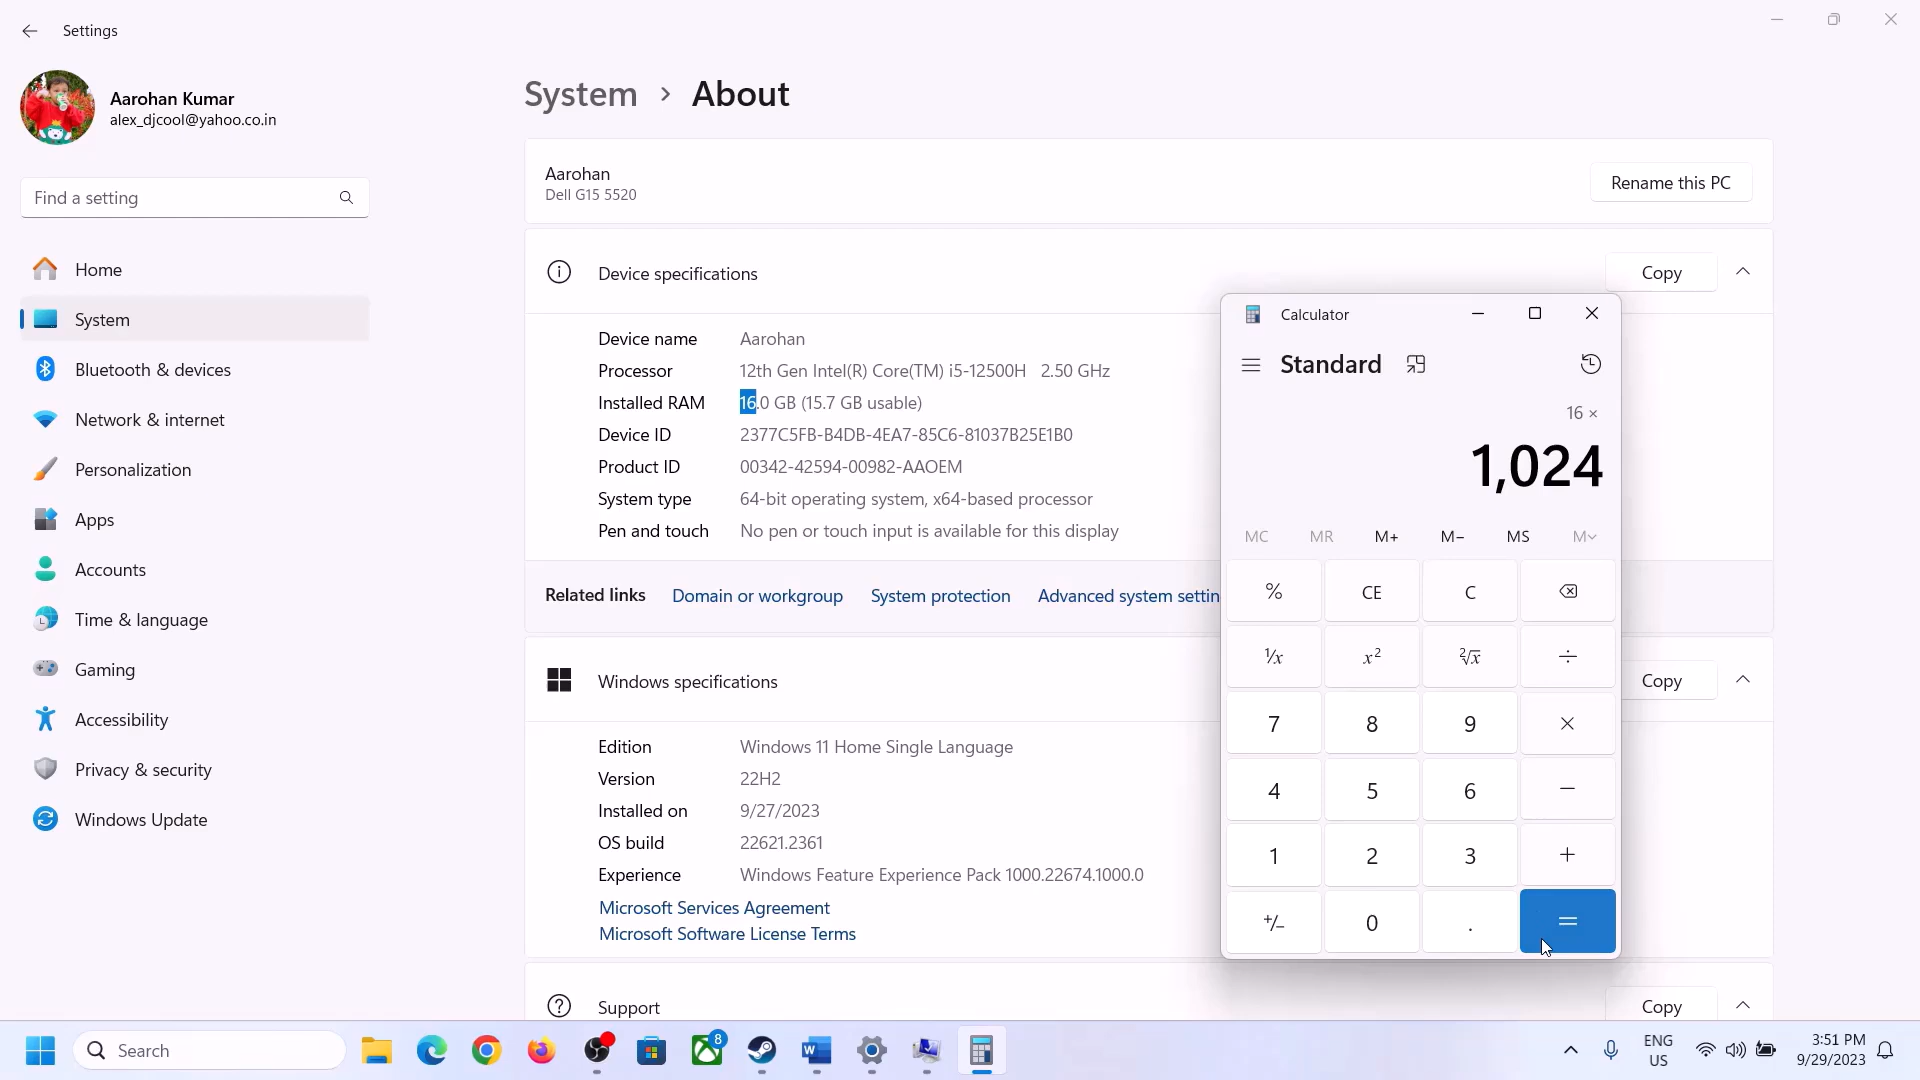 Settings
Aarohan Kumar
alex_djcool@yahoo.co.in
Find a setting
Home
System
Bluetooth & devices
Network & internet
Personalization
Apps
Accounts
Time & language
Gaming
Accessibility
Privacy & security
Windows Update
System > About
Aarohan
Dell G15 5520
Rename this PC
Device specifications
Copy
Device name Aarohan
Processor 12th Gen Intel(R) Core(TM) i5-12500H 2.50 GHz
Installed RAM 16.0 GB (15.7 GB usable)
Device ID 2377C5FB-B4DB-4EA7-85C6-81037B25E1B0
Product ID 00342-42594-00982-AAOEM
System type 64-bit operating system, x64-based processor
Pen and touch No pen or touch input is available for this display
Related links Domain or workgroup System protection Advanced system settin
Windows specifications
Copy
Edition Windows 11 Home Single Language
Version 22H2
Installed on 9/27/2023
OS build 22621.2361
Experience Windows Feature Experience Pack 1000.22674.1000.0
Microsoft Services Agreement
Microsoft Software License Terms
Support
Copy
Calculator
Standard
16 ×
1,024
MC MR M+ M− MS M
% CE C
¹/x x² ²√x ÷
7 8 9 ×
4 5 6 −
1 2 3 +
+/− 0 . =
Search
8
ENG
US
3:51 PM
9/29/2023